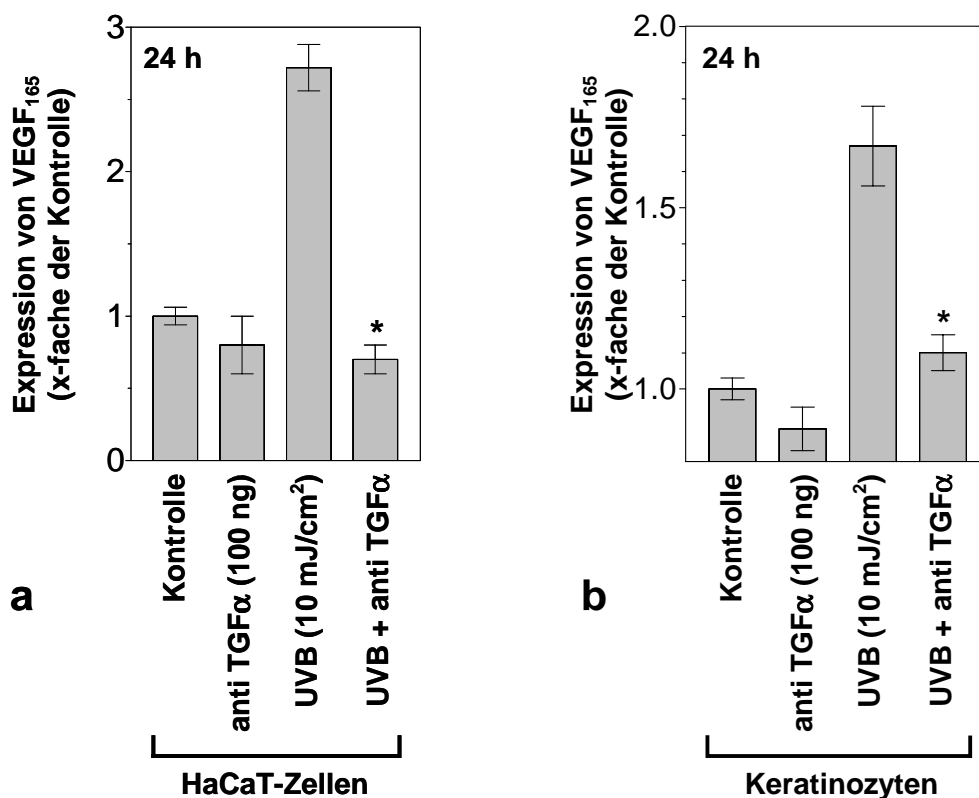 24 h
Expression von VEGF165
(x-fache der Kontrolle)
3
2
1
0
*
Kontrolle
anti TGFα (100 ng)
UVB (10 mJ/cm²)
UVB + anti TGFα
a
HaCaT-Zellen
24 h
Expression von VEGF165
(x-fache der Kontrolle)
2.0
1.5
1.0
*
Kontrolle
anti TGFα (100 ng)
UVB (10 mJ/cm²)
UVB + anti TGFα
b
Keratinozyten